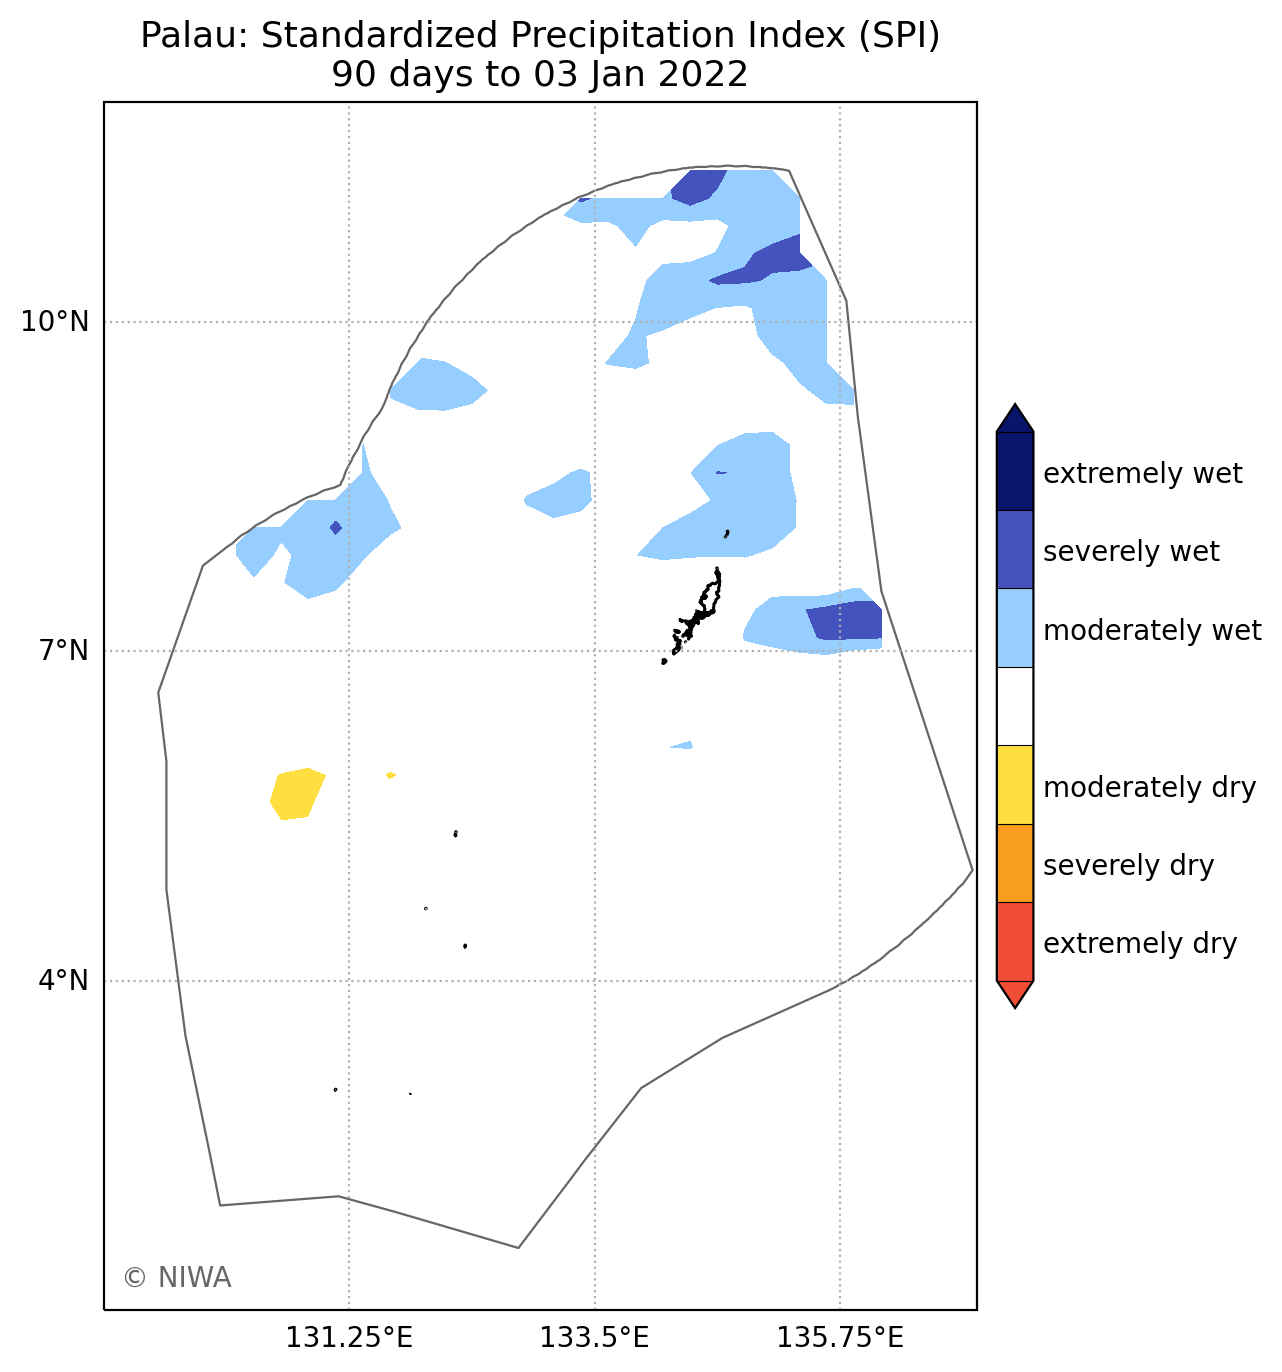 Palau: Standardized Precipitation Index (SPI)
90 days to 03 Jan 2022
10°N
7°N
4°N
131.25°E
133.5°E
135.75°E
extremely wet
severely wet
moderately wet
moderately dry
severely dry
extremely dry
© NIWA